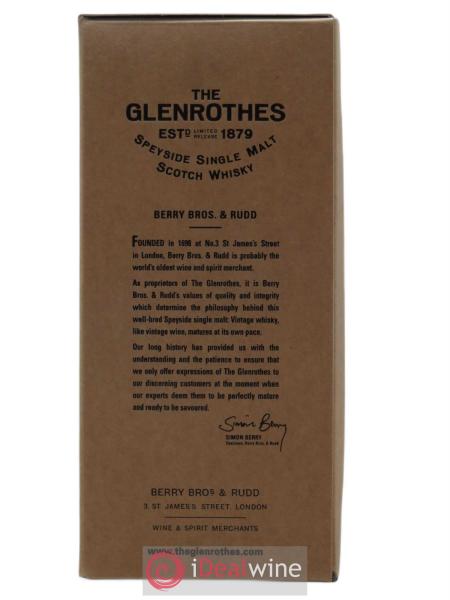 THE
GLENROTHES
ESTD LIMITED RELEASE 1879
SPEYSIDE SINGLE MALT
SCOTCH WHISKY
BERRY BROS. & RUDD
FOUNDED in 1698 at No.3 St James's Street
in London, Berry Bros. & Rudd is probably the
world's oldest wine and spirit merchant.
As proprietors of The Glenrothes, it is Berry
Bros. & Rudd's values of quality and integrity
which determine the philosophy behind this
well-bred Speyside single malt: Vintage whisky,
like vintage wine, matures at its own pace.
Our long history has provided us with the
understanding and the patience to ensure that
we only offer expressions of The Glenrothes to
our discerning customers at the moment when
our experts deem them to be perfectly mature
and ready to be savoured.
Simon Berry
SIMON BERRY
Chairman, Berry Bros. & Rudd
BERRY BROS & RUDD
3, ST JAMES'S STREET, LONDON
WINE & SPIRIT MERCHANTS
www.theglenrothes.com
iDealwine